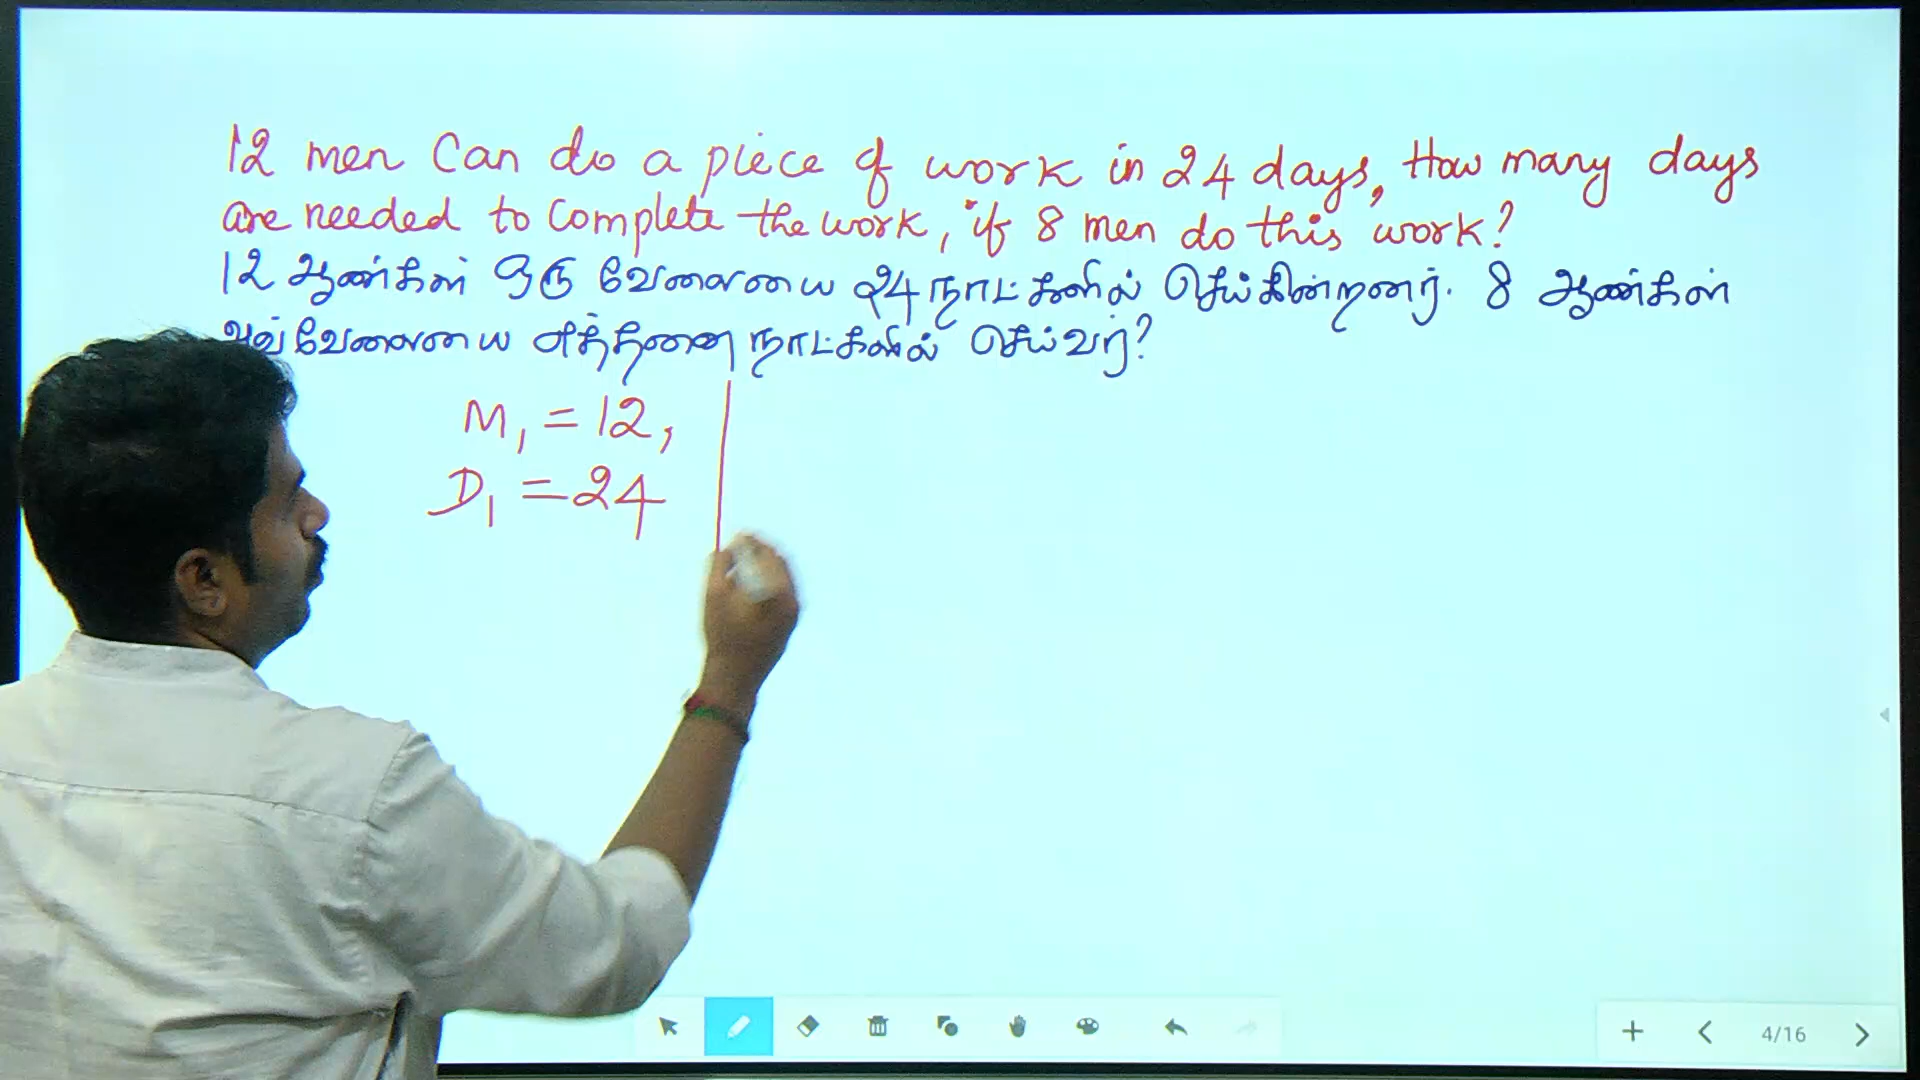 12 men Can do a piece of work in 24 days, How many days
are needed to complete the work, if 8 men do this work?
12 ஆண்கள் ஒரு வேலையை 24 நாட்களில் செய்கின்றனர். 8 ஆண்கள்
அவ்வேலையை எத்தனை நாட்களில் செய்வர்?
M1 = 12,
D1 = 24
4/16